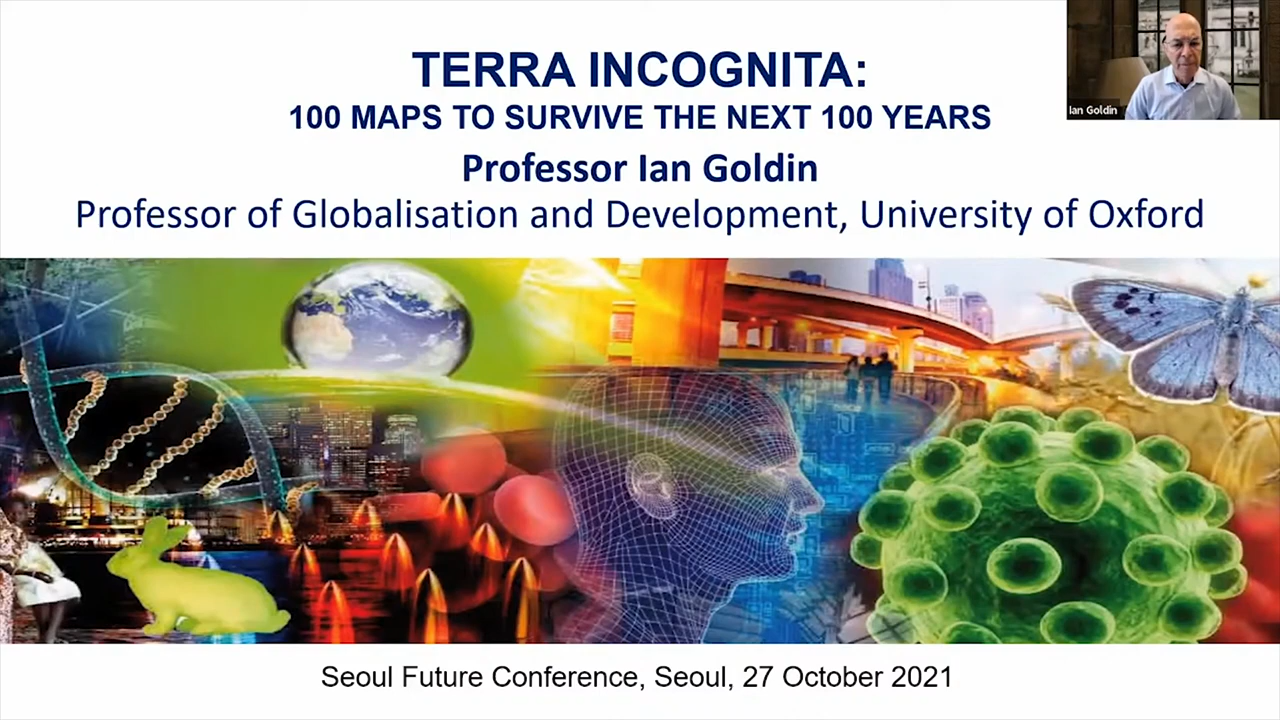 TERRA INCOGNITA:
100 MAPS TO SURVIVE THE NEXT 100 YEARS
Professor Ian Goldin
Professor of Globalisation and Development, University of Oxford
Ian Goldin
Seoul Future Conference, Seoul, 27 October 2021